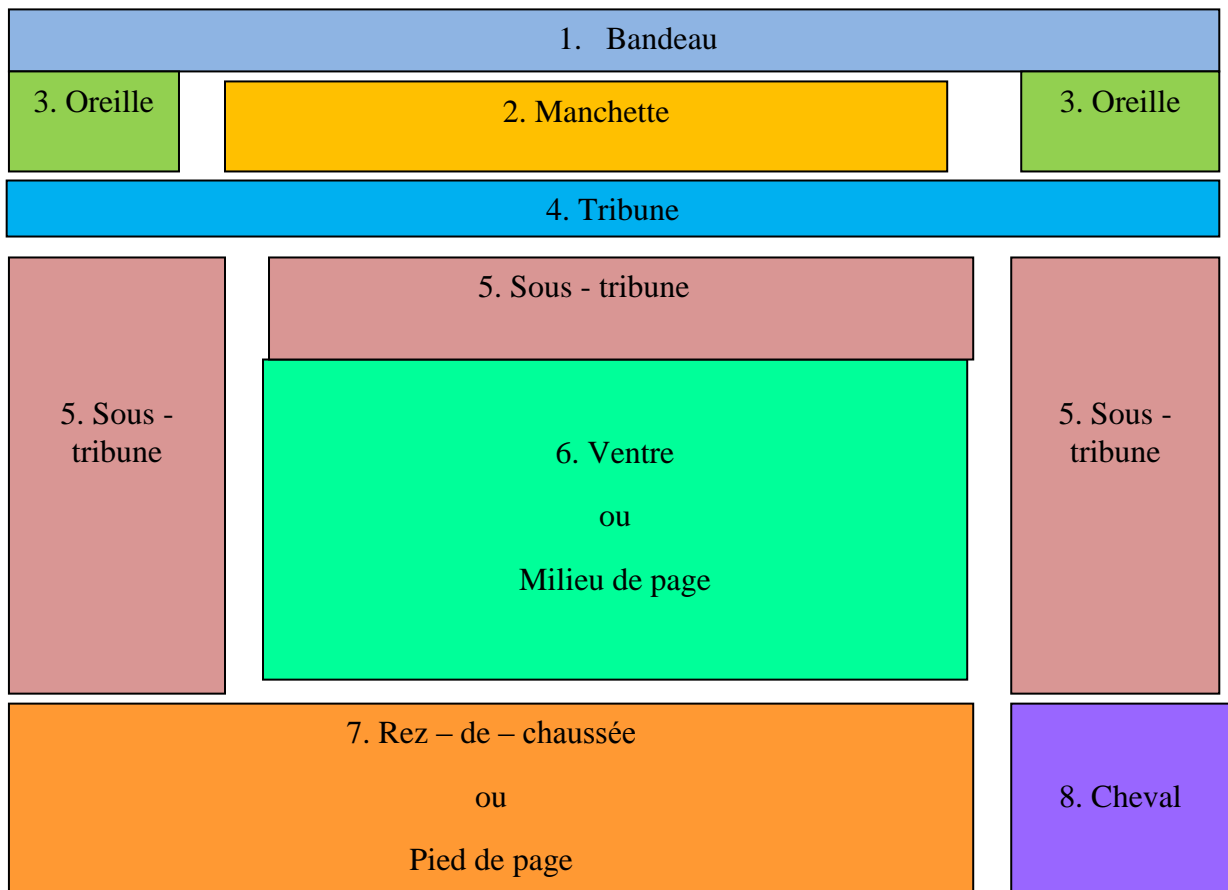 1. Bandeau
3. Oreille
2. Manchette
3. Oreille
4. Tribune
5. Sous - tribune
5. Sous -
tribune
6. Ventre
ou
Milieu de page
5. Sous -
tribune
7. Rez – de – chaussée
ou
Pied de page
8. Cheval